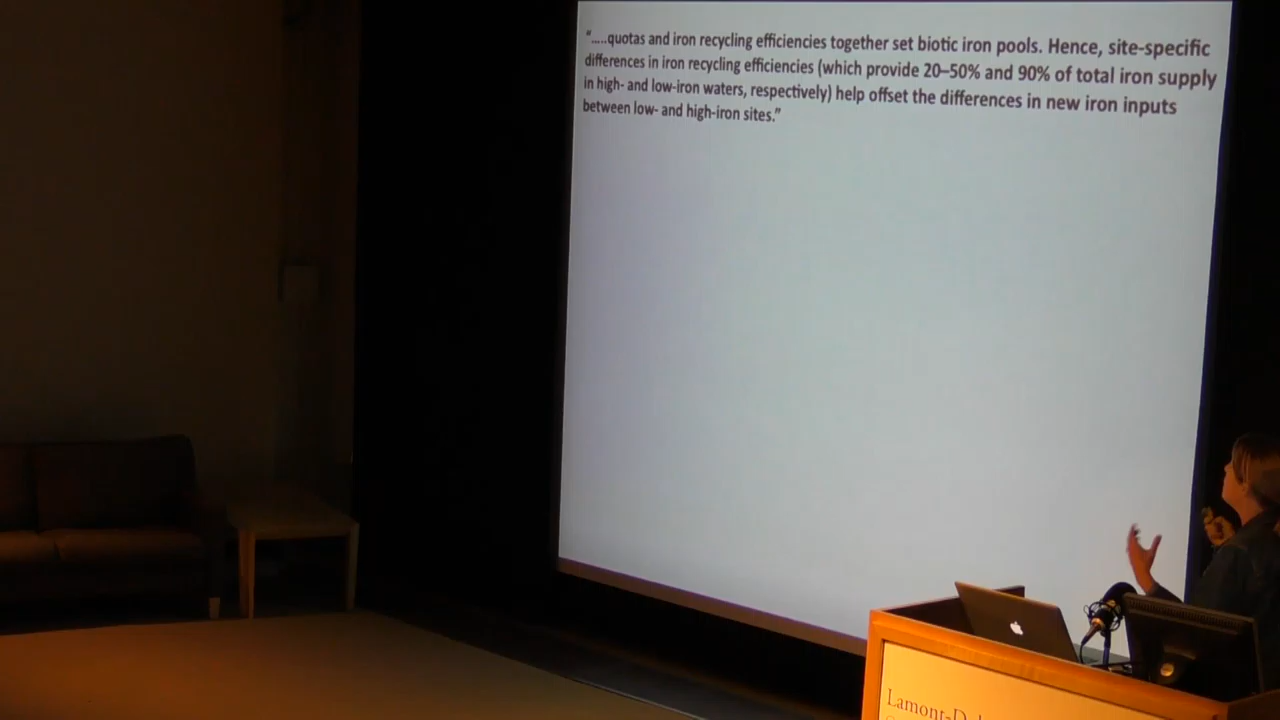 “.....quotas and iron recycling efficiencies together set biotic iron pools. Hence, site-specific
differences in iron recycling efficiencies (which provide 20–50% and 90% of total iron supply
in high- and low-iron waters, respectively) help offset the differences in new iron inputs
between low- and high-iron sites.”
Lamont-D